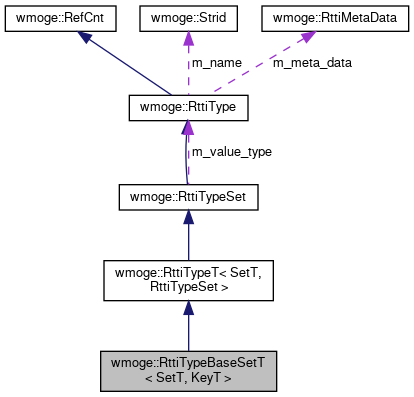 wmoge::RefCnt
wmoge::Strid
wmoge::RttiMetaData
m_name
m_meta_data
wmoge::RttiType
m_value_type
wmoge::RttiTypeSet
wmoge::RttiTypeT< SetT,
RttiTypeSet >
wmoge::RttiTypeBaseSetT
< SetT, KeyT >